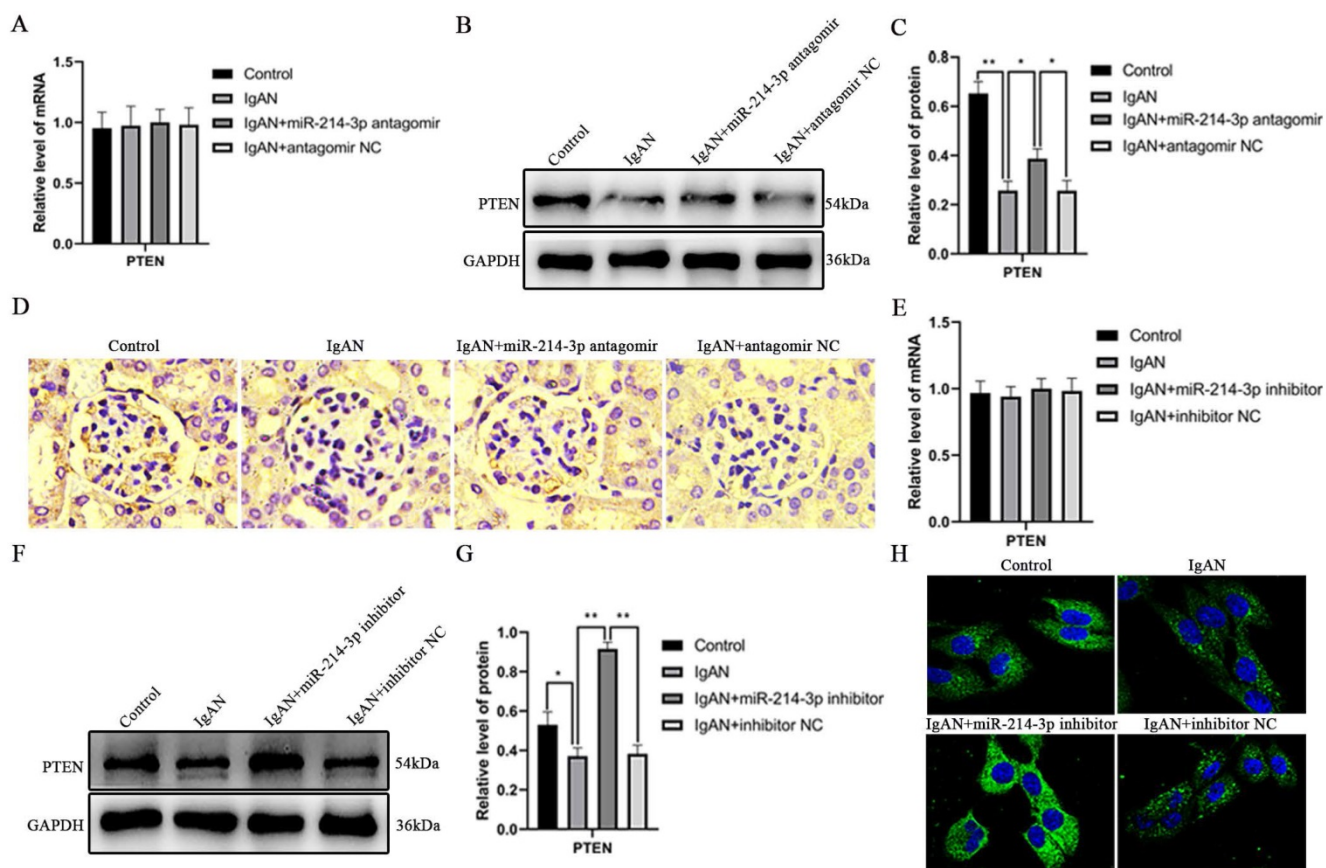 A
Relative level of mRNA
1.5
1.0
0.5
0.0
PTEN
Control
IgAN
IgAN+miR-214-3p antagomir
IgAN+antagomir NC
B
Control
IgAN
IgAN+miR-214-3p antagomir
IgAN+antagomir NC
PTEN
54kDa
GAPDH
36kDa
C
Relative level of protein
0.8
0.6
0.4
0.2
0.0
** * *
PTEN
Control
IgAN
IgAN+miR-214-3p antagomir
IgAN+antagomir NC
D
Control
IgAN
IgAN+miR-214-3p antagomir
IgAN+antagomir NC
E
Relative level of mRNA
1.5
1.0
0.5
0.0
PTEN
Control
IgAN
IgAN+miR-214-3p inhibitor
IgAN+inhibitor NC
F
Control
IgAN
IgAN+miR-214-3p inhibitor
IgAN+inhibitor NC
PTEN
54kDa
GAPDH
36kDa
G
Relative level of protein
1.0
0.8
0.6
0.4
0.2
0.0
** **
*
PTEN
Control
IgAN
IgAN+miR-214-3p inhibitor
IgAN+inhibitor NC
H
Control
IgAN
IgAN+miR-214-3p inhibitor
IgAN+inhibitor NC